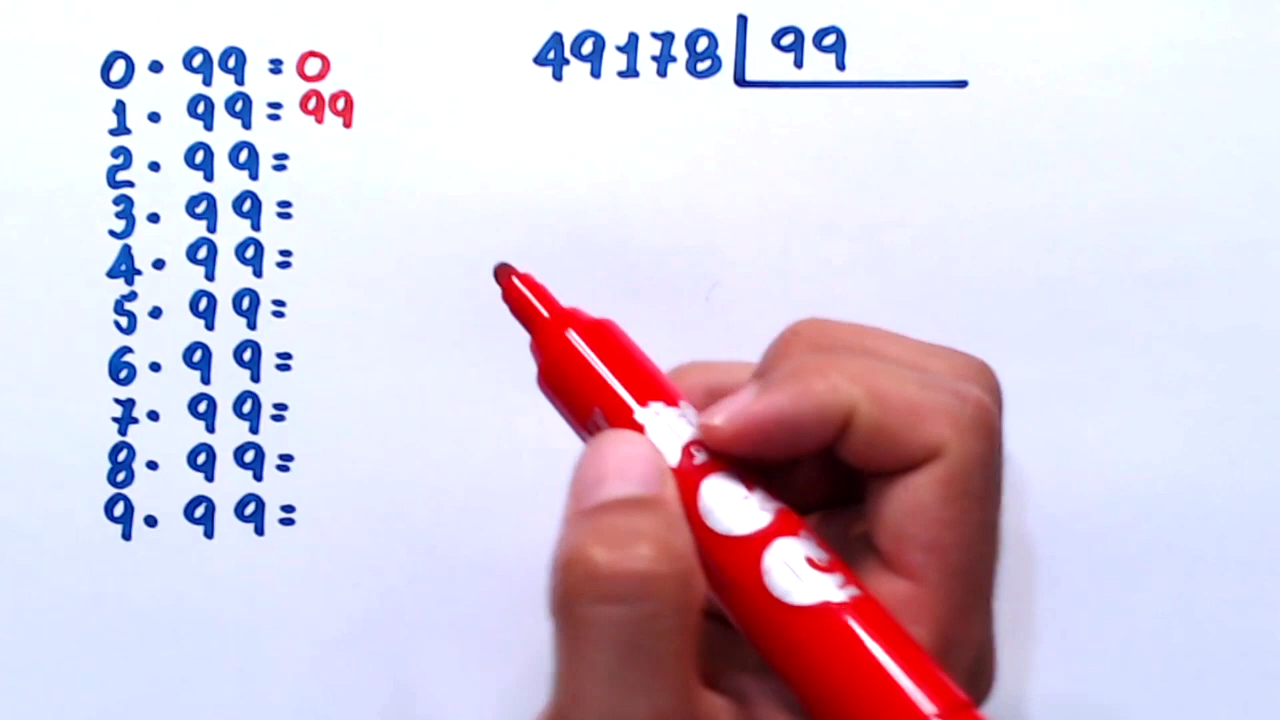 0 · 99 = 0
1 · 99 = 99
2 · 99 =
3 · 99 =
4 · 99 =
5 · 99 =
6 · 99 =
7 · 99 =
8 · 99 =
9 · 99 =
49178 99